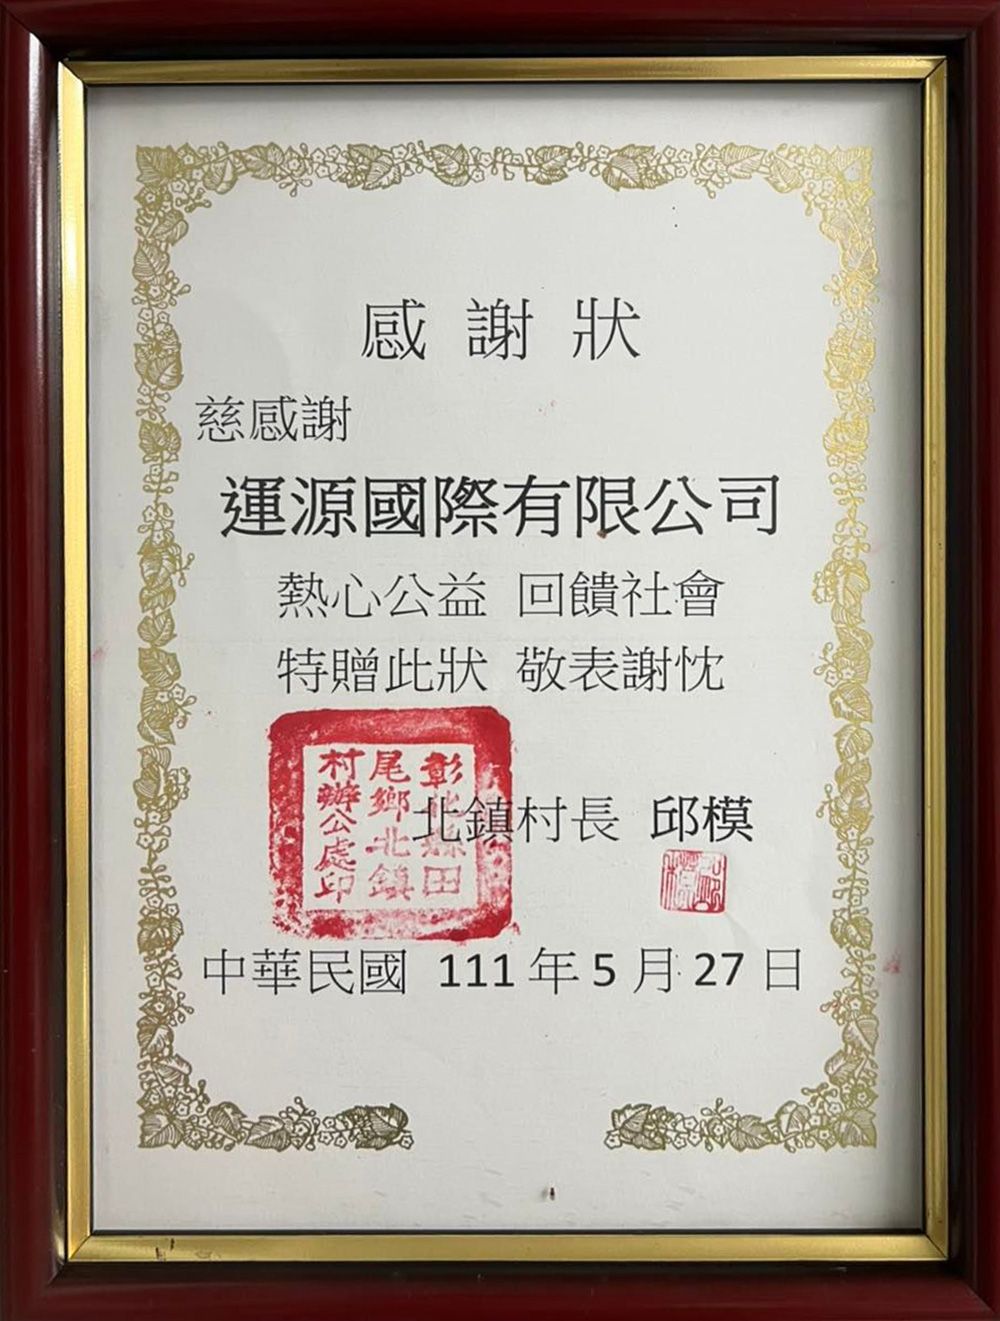 感謝狀
慈感謝
運源國際有限公司
熱心公益 回饋社會
特贈此狀 敬表謝忱
北鎮村長 邱模
彰化縣田
尾鄉北鎮
村辦公處印
中華民國 111 年 5 月 27 日